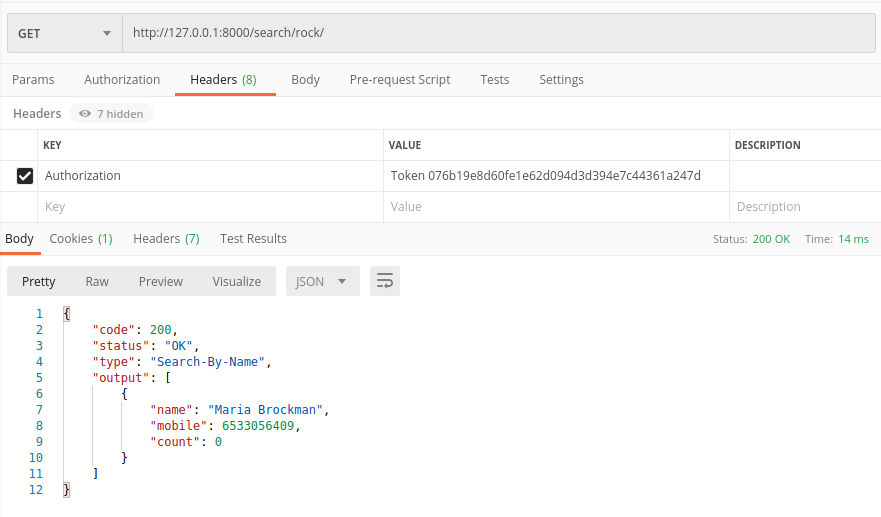 GET http://127.0.0.1:8000/search/rock/
Params Authorization Headers (8) Body Pre-request Script Tests Settings
Headers 7 hidden
KEY VALUE DESCRIPTION
Authorization Token 076b19e8d60fe1e62d094d3d394e7c44361a247d
Key Value Description
Body Cookies (1) Headers (7) Test Results Status: 200 OK Time: 14 ms
Pretty Raw Preview Visualize JSON
1 {
2 "code": 200,
3 "status": "OK",
4 "type": "Search-By-Name",
5 "output": [
6 {
7 "name": "Maria Brockman",
8 "mobile": 6533056409,
9 "count": 0
10 }
11 ]
12 }